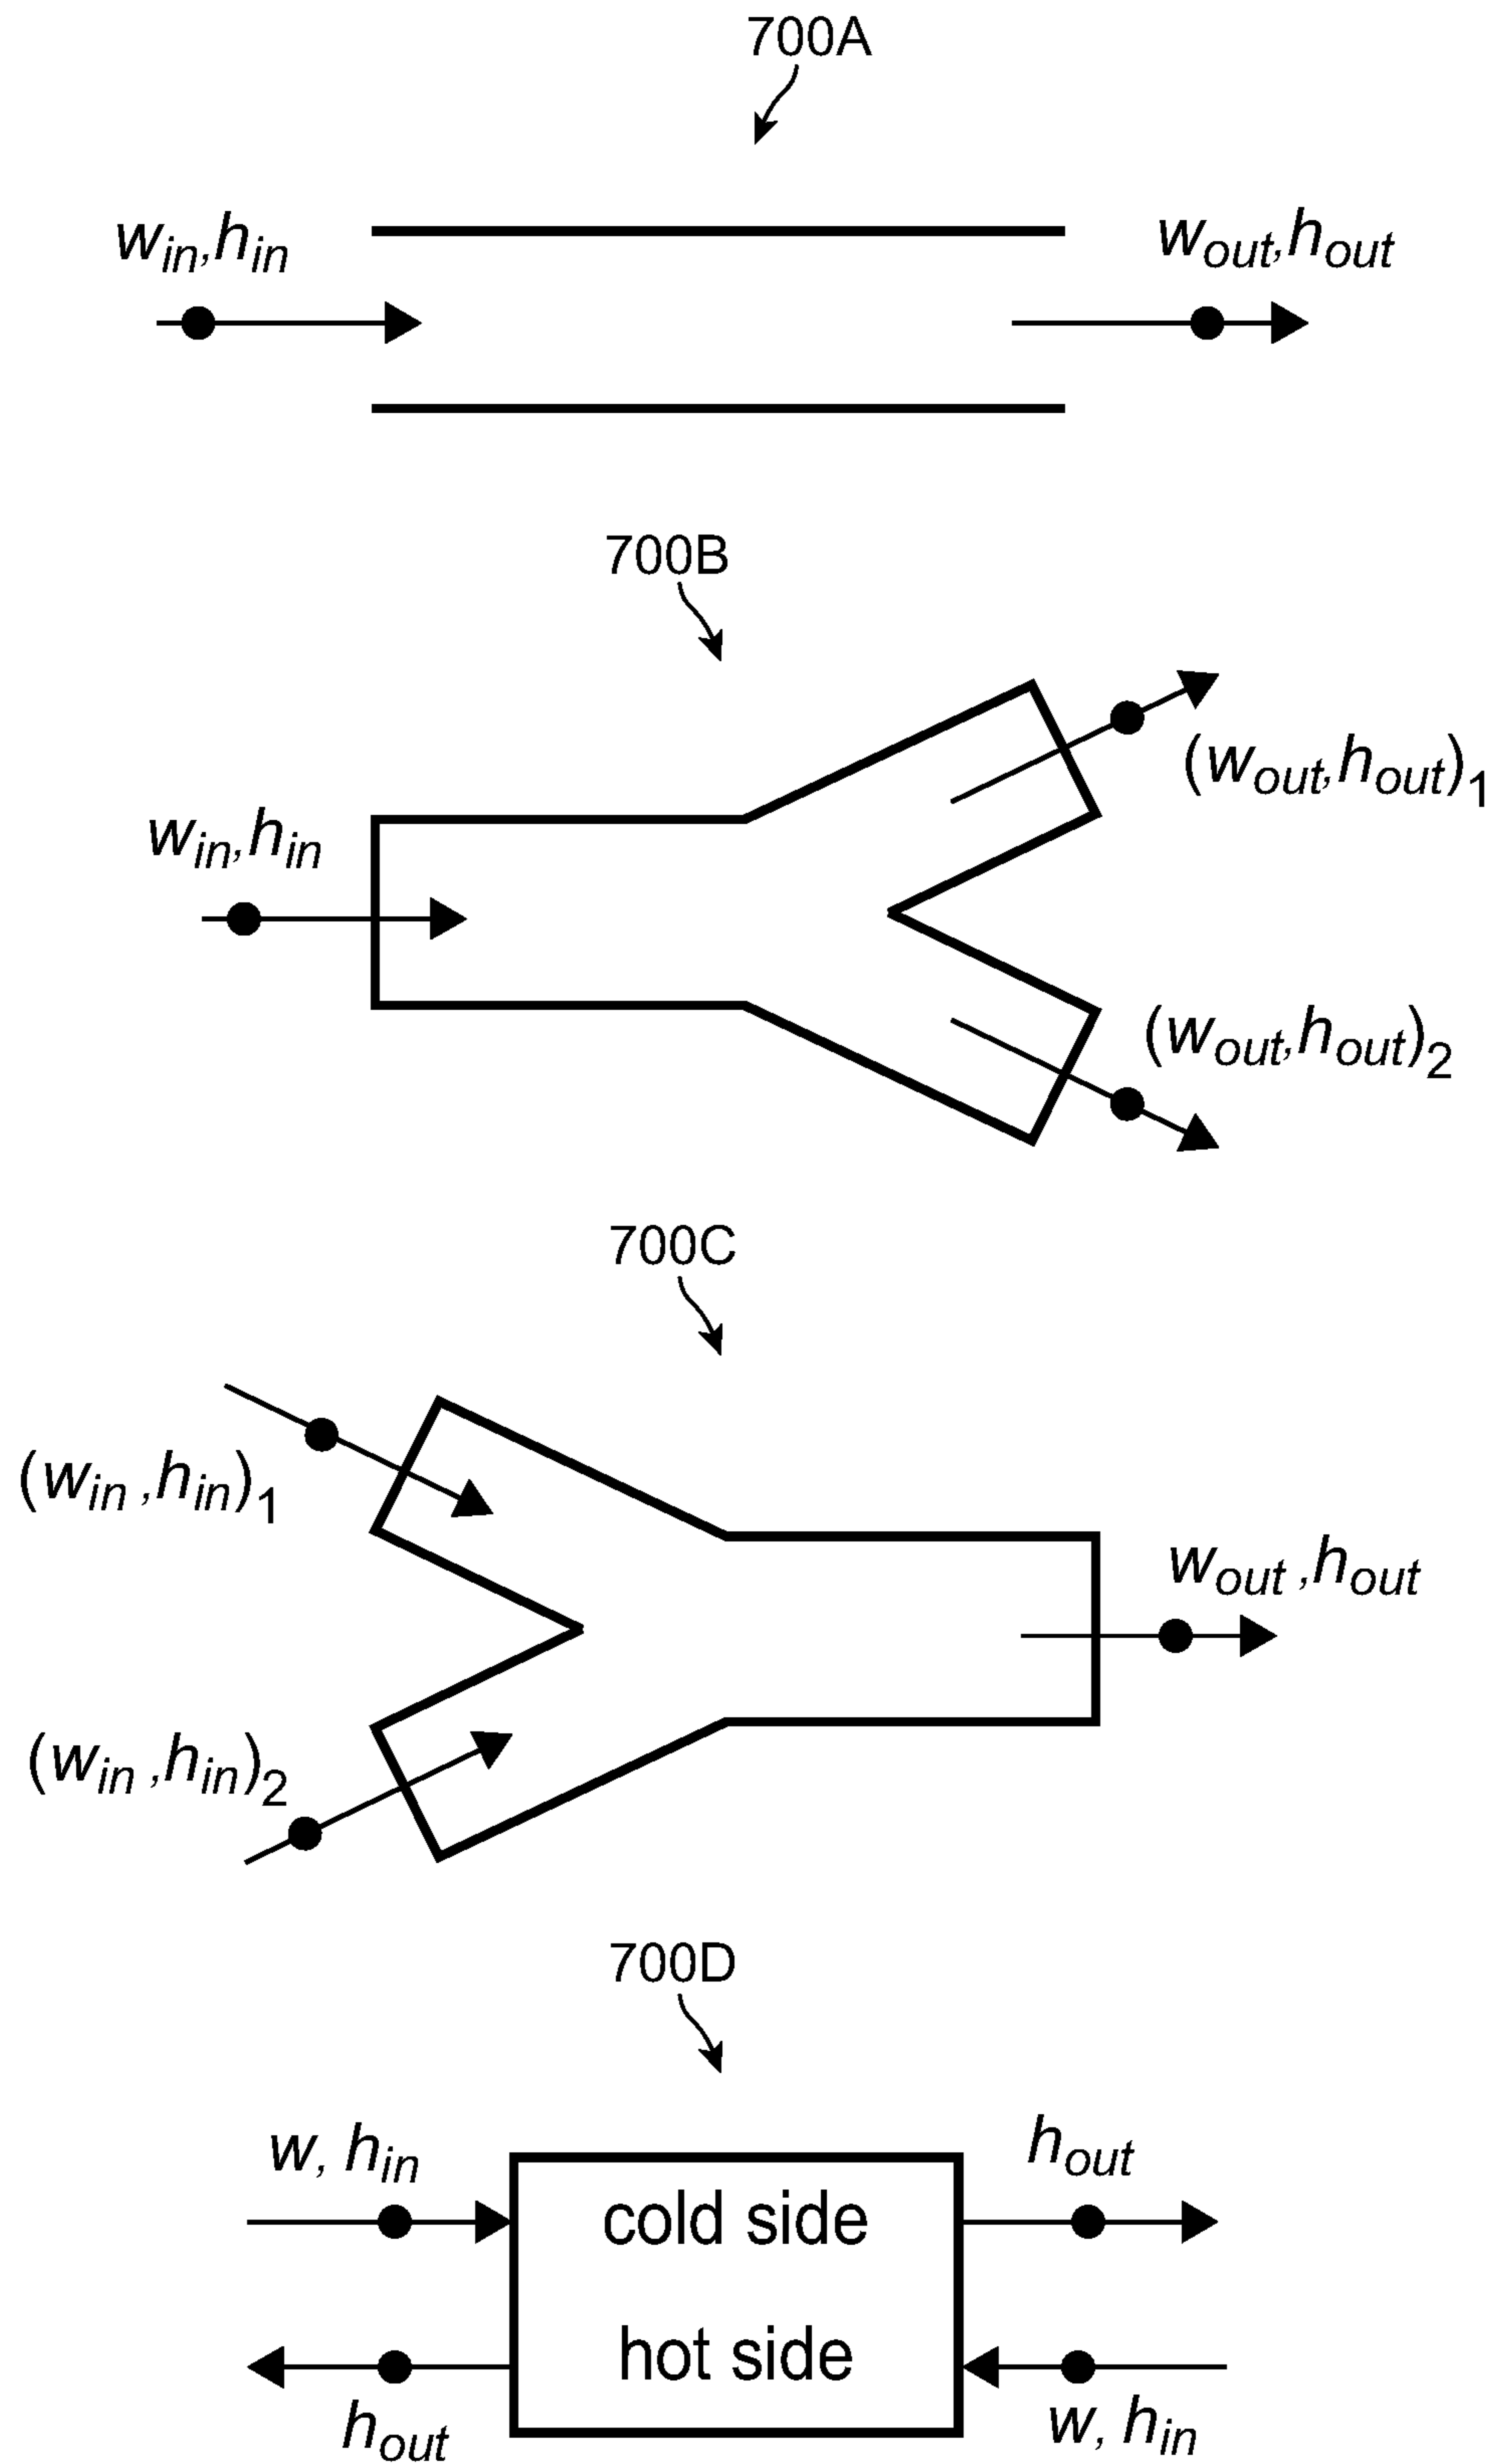 700A
w_in, h_in
w_out, h_out
700B
(w_out, h_out)_1
w_in, h_in
(w_out, h_out)_2
700C
(w_in, h_in)_1
w_out, h_out
(w_in, h_in)_2
700D
w, h_in
h_out
cold side
hot side
h_out
w, h_in